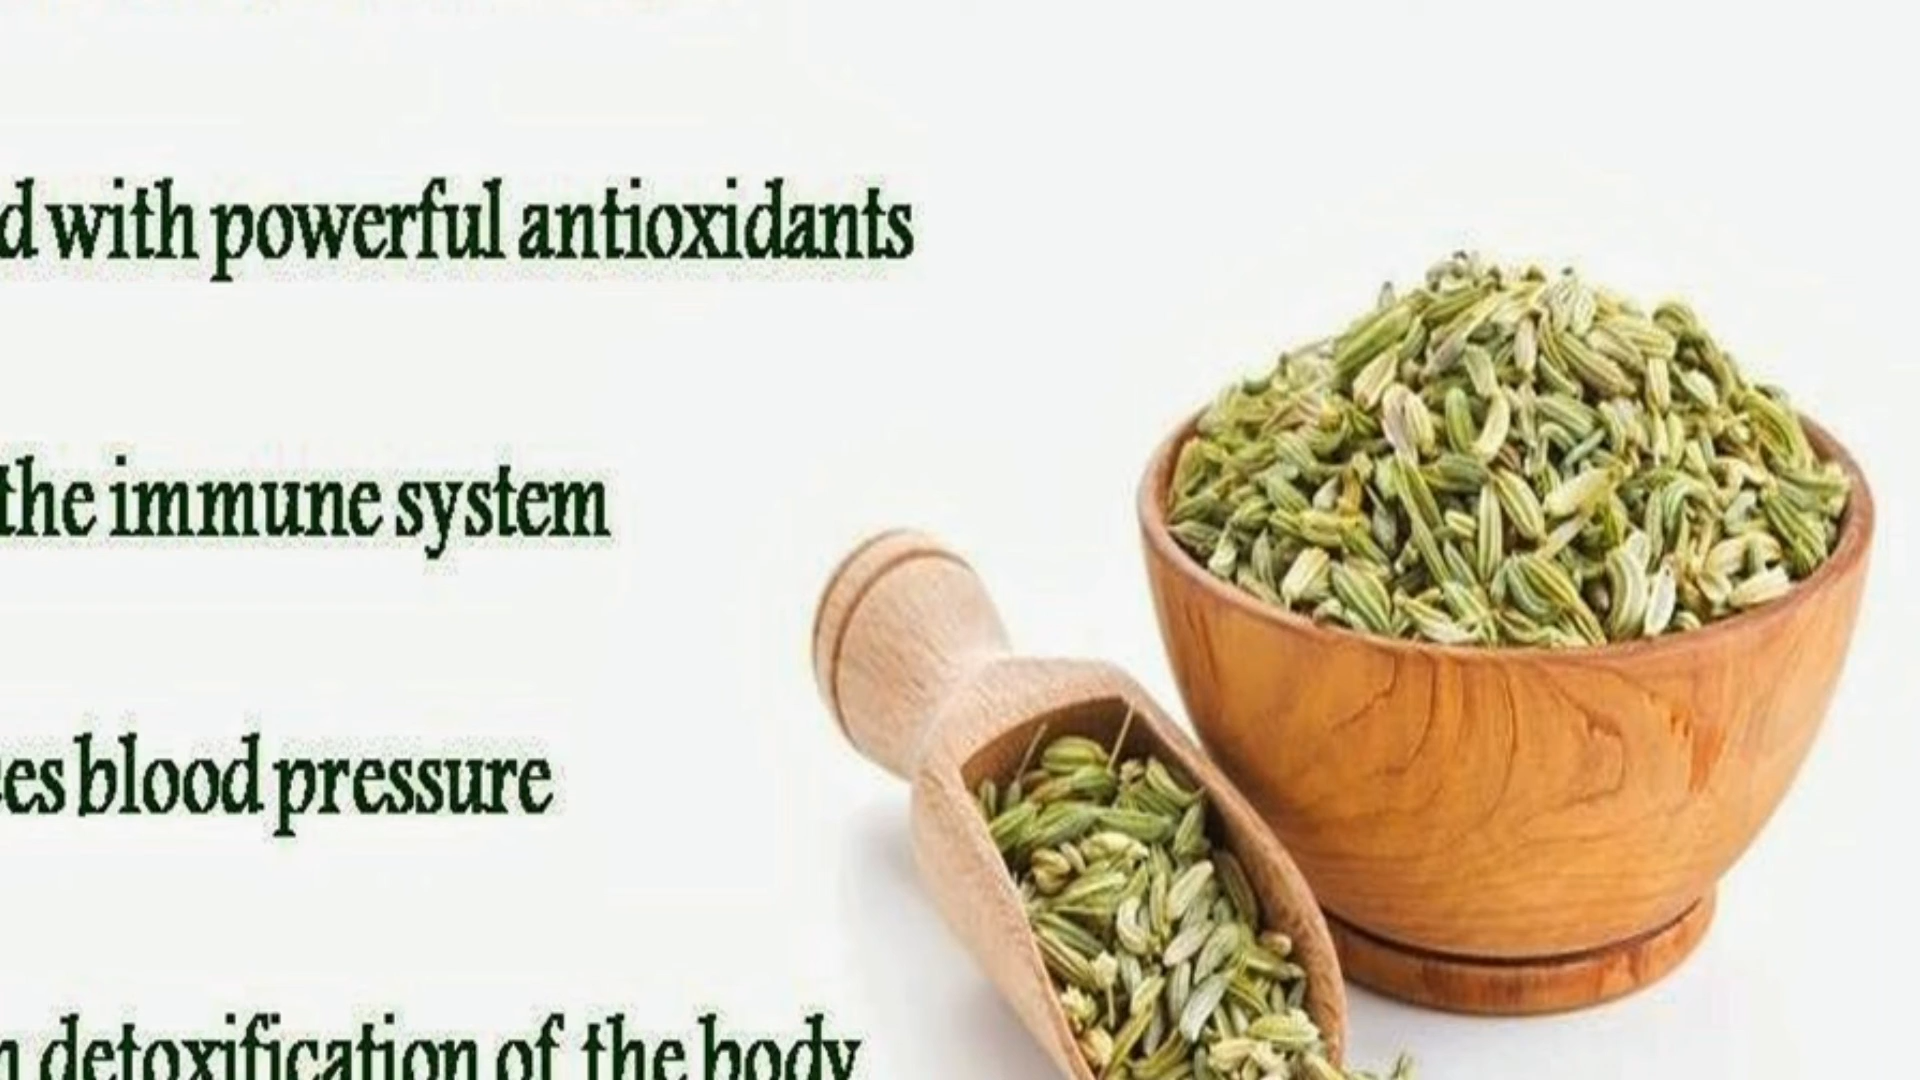 d with powerful antioxidants
the immune system
es blood pressure
detoxification of the body